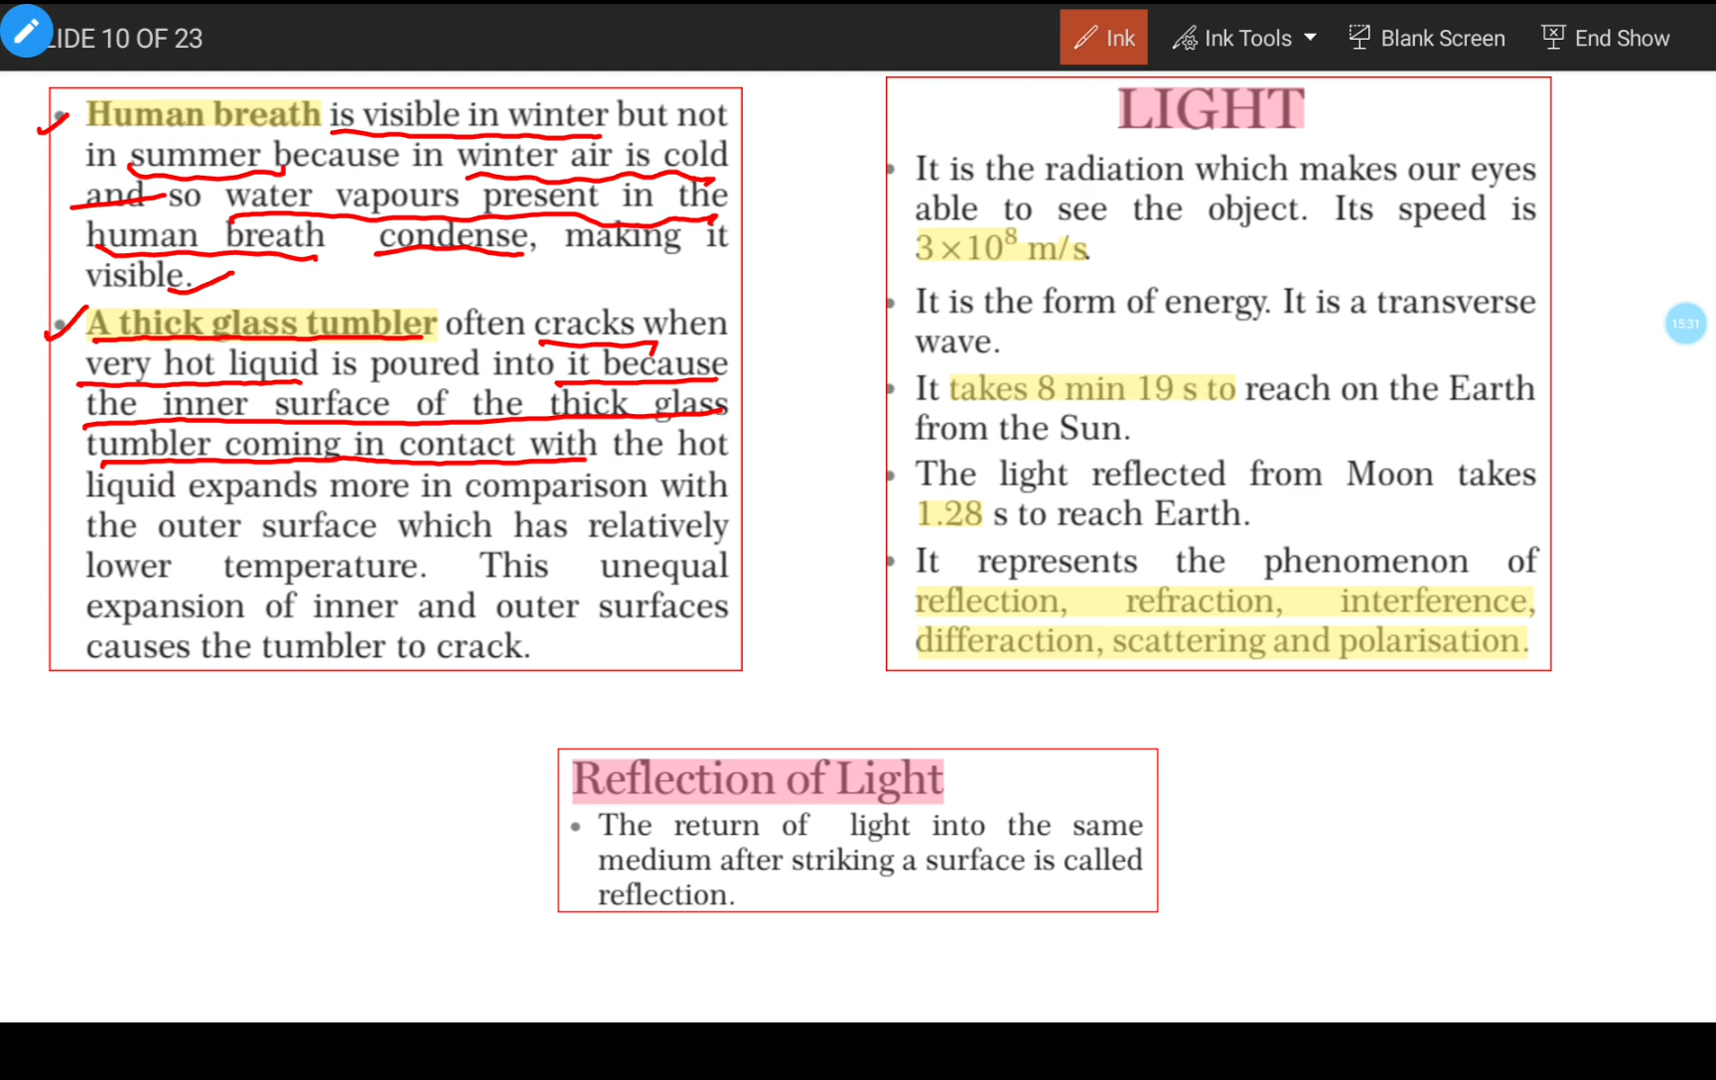 LIDE 10 OF 23
Ink
Ink Tools
Blank Screen
End Show
Human breath is visible in winter but not
in summer because in winter air is cold
and so water vapours present in the
human breath condense, making it
visible.
A thick glass tumbler often cracks when
very hot liquid is poured into it because
the inner surface of the thick glass
tumbler coming in contact with the hot
liquid expands more in comparison with
the outer surface which has relatively
lower temperature. This unequal
expansion of inner and outer surfaces
causes the tumbler to crack.
LIGHT
It is the radiation which makes our eyes
able to see the object. Its speed is
3×10⁸ m/s.
It is the form of energy. It is a transverse
wave.
It takes 8 min 19 s to reach on the Earth
from the Sun.
The light reflected from Moon takes
1.28 s to reach Earth.
It represents the phenomenon of
reflection, refraction, interference,
differaction, scattering and polarisation.
15:31
Reflection of Light
The return of light into the same
medium after striking a surface is called
reflection.